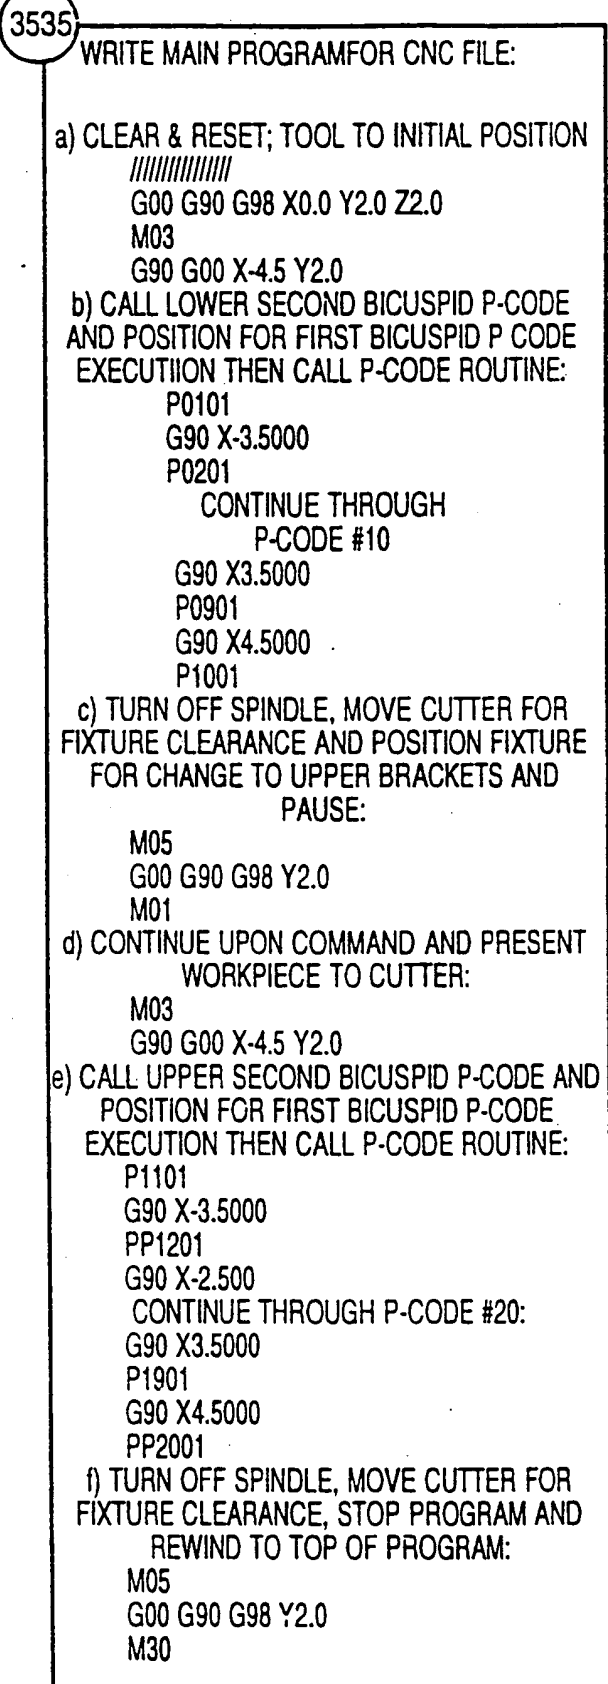 3535
WRITE MAIN PROGRAMFOR CNC FILE:
a) CLEAR & RESET; TOOL TO INITIAL POSITION
////////////////
G00 G90 G98 X0.0 Y2.0 Z2.0
M03
G90 G00 X-4.5 Y2.0
b) CALL LOWER SECOND BICUSPID P-CODE
AND POSITION FOR FIRST BICUSPID P CODE
EXECUTIION THEN CALL P-CODE ROUTINE:
P0101
G90 X-3.5000
P0201
CONTINUE THROUGH
P-CODE #10
G90 X3.5000
P0901
G90 X4.5000
P1001
c) TURN OFF SPINDLE, MOVE CUTTER FOR
FIXTURE CLEARANCE AND POSITION FIXTURE
FOR CHANGE TO UPPER BRACKETS AND
PAUSE:
M05
G00 G90 G98 Y2.0
M01
d) CONTINUE UPON COMMAND AND PRESENT
WORKPIECE TO CUTTER:
M03
G90 G00 X-4.5 Y2.0
e) CALL UPPER SECOND BICUSPID P-CODE AND
POSITION FOR FIRST BICUSPID P-CODE
EXECUTION THEN CALL P-CODE ROUTINE:
P1101
G90 X-3.5000
PP1201
G90 X-2.500
CONTINUE THROUGH P-CODE #20:
G90 X3.5000
P1901
G90 X4.5000
PP2001
f) TURN OFF SPINDLE, MOVE CUTTER FOR
FIXTURE CLEARANCE, STOP PROGRAM AND
REWIND TO TOP OF PROGRAM:
M05
G00 G90 G98 Y2.0
M30